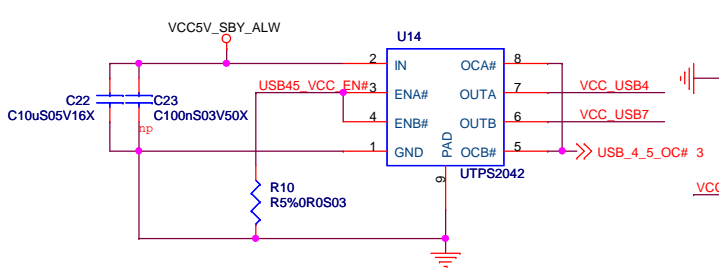 VCC5V_SBY_ALW
U14
2 IN OCA# 8
USB45_VCC_EN# 3 ENA# OUTA 7 VCC_USB4
4 ENB# OUTB 6 VCC_USB7
1 GND PAD OCB# 5 USB_4_5_OC# 3
9 UTPS2042
C22
C10uS05V16X
C23
C100nS03V50X
np
R10
R5%0R0S03
VCC